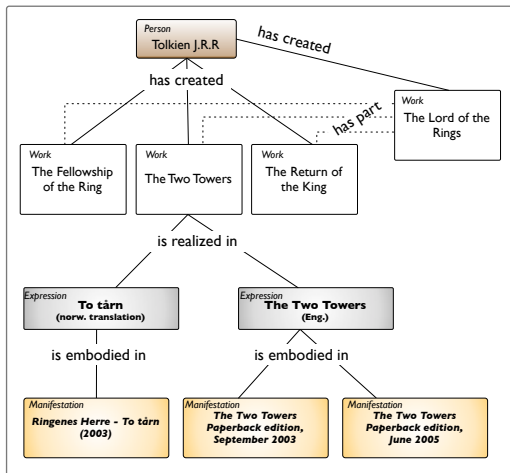 Person
Tolkien J.R.R
has created
has created
has part
Work
The Lord of the
Rings
Work
The Fellowship
of the Ring
Work
The Two Towers
Work
The Return of
the King
is realized in
Expression
To tårn
(norw. translation)
Expression
The Two Towers
(Eng.)
is embodied in
is embodied in
Manifestation
Ringenes Herre - To tårn
(2003)
Manifestation
The Two Towers
Paperback edition,
September 2003
Manifestation
The Two Towers
Paperback edition,
June 2005